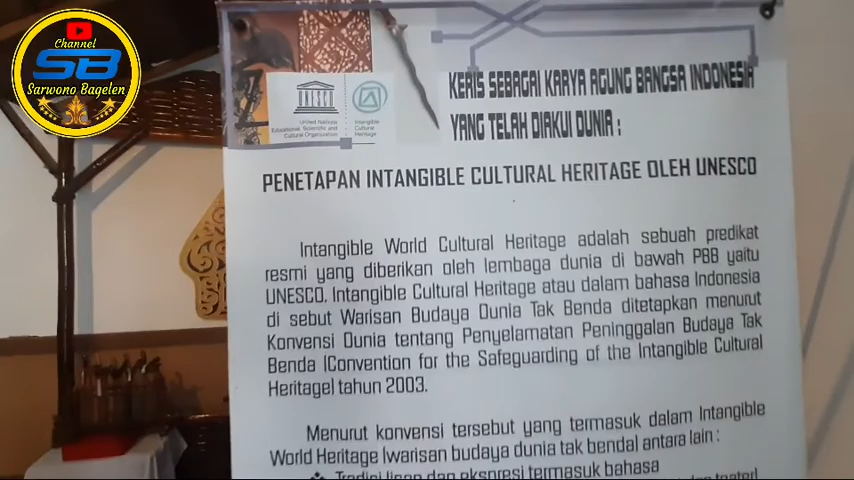 Channel
SB
Sarwono Bagelen
UNESCO
United Nations
Educational, Scientific and
Cultural Organization
Intangible
Cultural
Heritage
KERIS SEBAGAI KARYA AGUNG BANGSA INDONESIA
YANG TELAH DIAKUI DUNIA :
PENETAPAN INTANGIBLE CULTURAL HERITAGE OLEH UNESCO
Intangible World Cultural Heritage adalah sebuah predikat
resmi yang diberikan oleh lembaga dunia di bawah PBB yaitu
UNESCO. Intangible Cultural Heritage atau dalam bahasa Indonesia
di sebut Warisan Budaya Dunia Tak Benda ditetapkan menurut
Konvensi Dunia tentang Penyelamatan Peninggalan Budaya Tak
Benda (Convention for the Safeguarding of the Intangible Cultural
Heritage) tahun 2003.
Menurut konvensi tersebut yang termasuk dalam Intangible
World Heritage (warisan budaya dunia tak benda) antara lain :
Tradisi lisan dan ekspresi termasuk bahasa